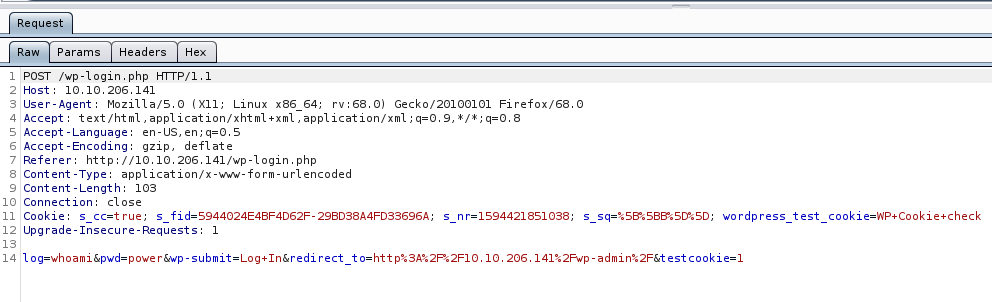 Request
Raw Params Headers Hex
1 POST /wp-login.php HTTP/1.1
2 Host: 10.10.206.141
3 User-Agent: Mozilla/5.0 (X11; Linux x86_64; rv:68.0) Gecko/20100101 Firefox/68.0
4 Accept: text/html,application/xhtml+xml,application/xml;q=0.9,*/*;q=0.8
5 Accept-Language: en-US,en;q=0.5
6 Accept-Encoding: gzip, deflate
7 Referer: http://10.10.206.141/wp-login.php
8 Content-Type: application/x-www-form-urlencoded
9 Content-Length: 103
10 Connection: close
11 Cookie: s_cc=true; s_fid=5944024E4BF4D62F-29BD38A4FD33696A; s_nr=1594421851038; s_sq=%5B%5BB%5D%5D; wordpress_test_cookie=WP+Cookie+check
12 Upgrade-Insecure-Requests: 1
13
14 log=whoami&pwd=power&wp-submit=Log+In&redirect_to=http%3A%2F%2F10.10.206.141%2Fwp-admin%2F&testcookie=1